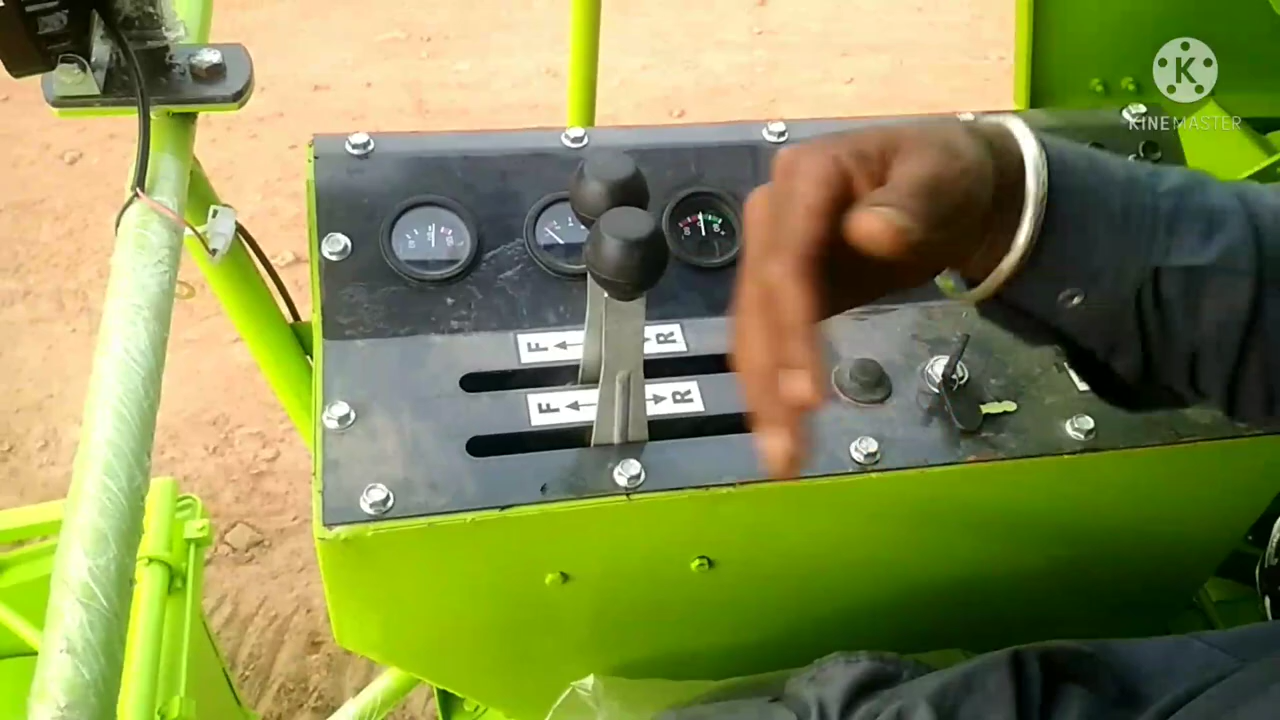 K
KINEMASTER
F ← → R
F ← → R